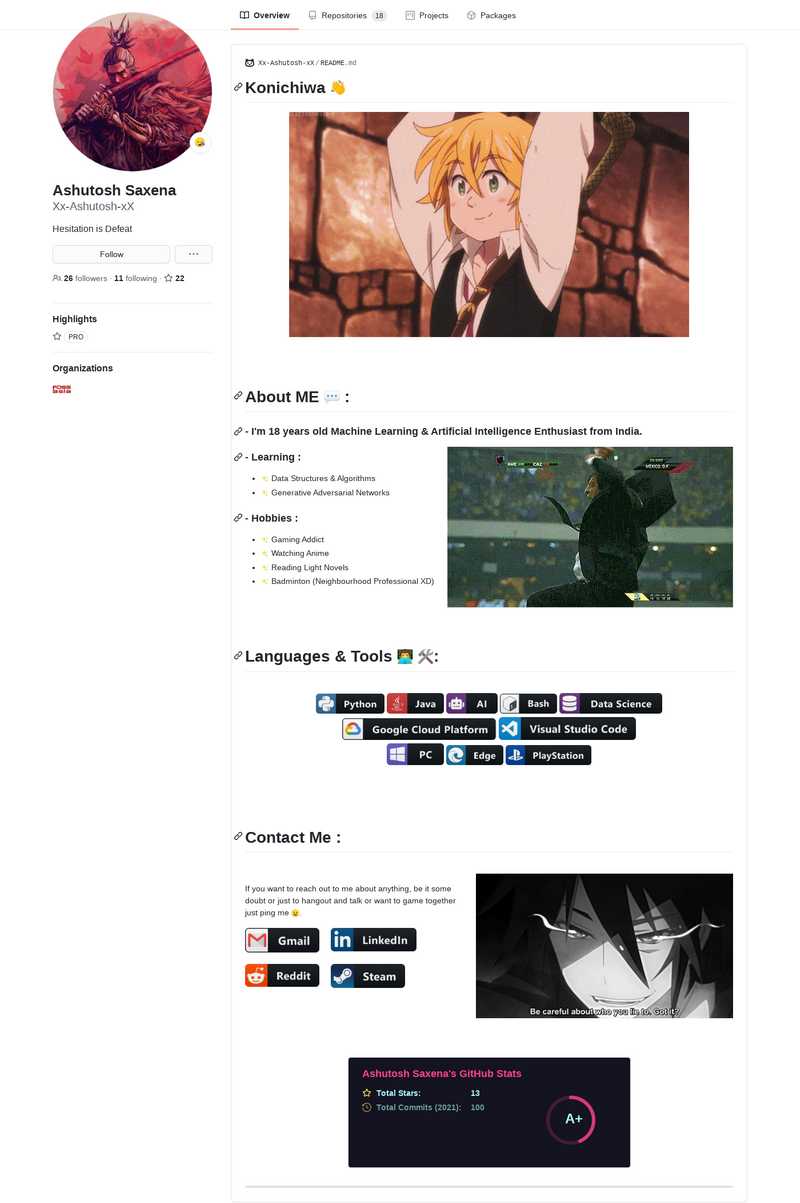 Overview
Repositories 18
Projects
Packages
Xx-Ashutosh-xX/README.md
Konichiwa 👋
Ashutosh Saxena
Xx-Ashutosh-xX
Hesitation is Defeat
Follow
26 followers · 11 following · 22
Highlights
PRO
Organizations
About ME 💬 :
- I'm 18 years old Machine Learning & Artificial Intelligence Enthusiast from India.
- Learning :
Data Structures & Algorithms
Generative Adversarial Networks
- Hobbies :
Gaming Addict
Watching Anime
Reading Light Novels
Badminton (Neighbourhood Professional XD)
Languages & Tools 👨‍💻 🛠️:
Python Java AI Bash Data Science
Google Cloud Platform Visual Studio Code
PC Edge PlayStation
Contact Me :
If you want to reach out to me about anything, be it some
doubt or just to hangout and talk or want to game together
just ping me
Gmail LinkedIn
Reddit Steam
Be careful about who you lie to. Got it?
Ashutosh Saxena's GitHub Stats
Total Stars: 13
Total Commits (2021): 100
A+